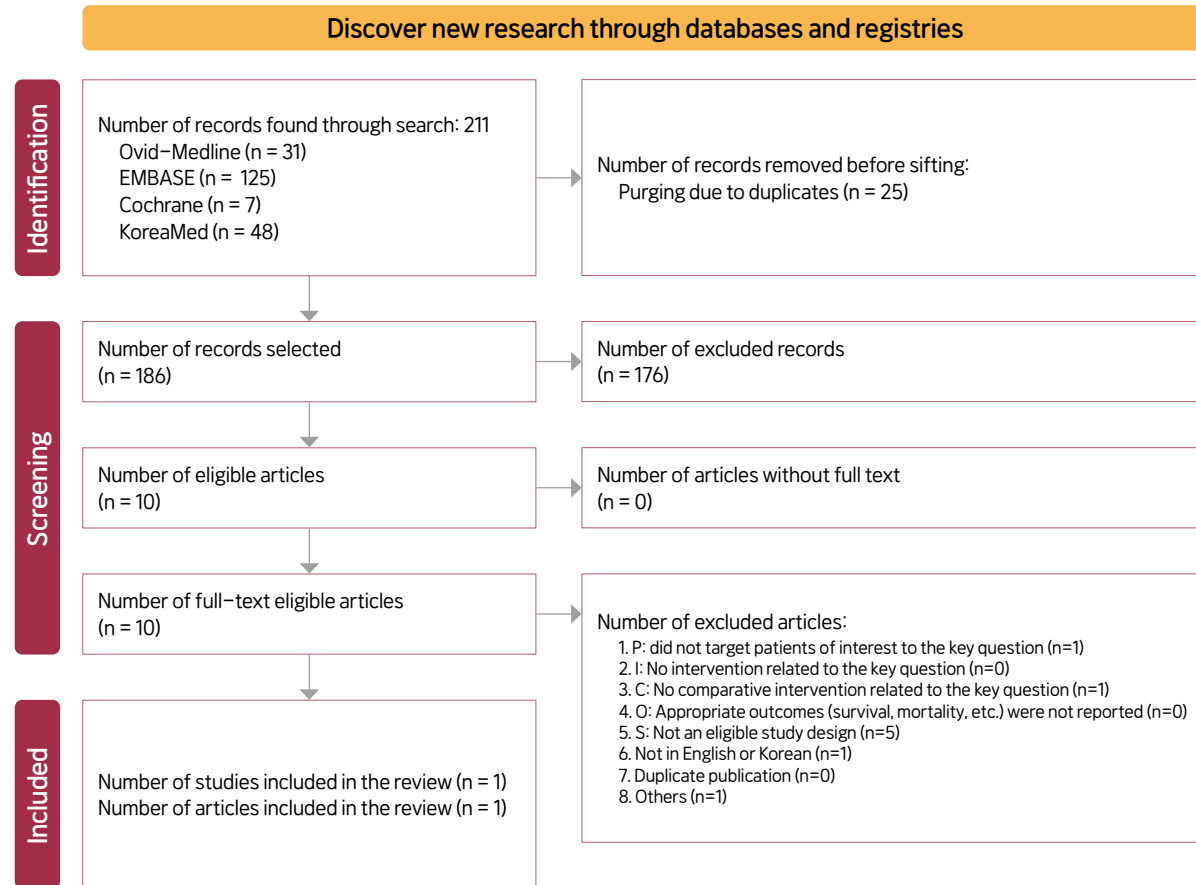 Discover new research through databases and registries
Identification
Number of records found through search: 211
Ovid-Medline (n = 31)
EMBASE (n = 125)
Cochrane (n = 7)
KoreaMed (n = 48)
Number of records removed before sifting:
Purging due to duplicates (n = 25)
Screening
Number of records selected
(n = 186)
Number of excluded records
(n = 176)
Number of eligible articles
(n = 10)
Number of articles without full text
(n = 0)
Number of full-text eligible articles
(n = 10)
Number of excluded articles:
1. P: did not target patients of interest to the key question (n=1)
2. I: No intervention related to the key question (n=0)
3. C: No comparative intervention related to the key question (n=1)
4. O: Appropriate outcomes (survival, mortality, etc.) were not reported (n=0)
5. S: Not an eligible study design (n=5)
6. Not in English or Korean (n=1)
7. Duplicate publication (n=0)
8. Others (n=1)
Included
Number of studies included in the review (n = 1)
Number of articles included in the review (n = 1)